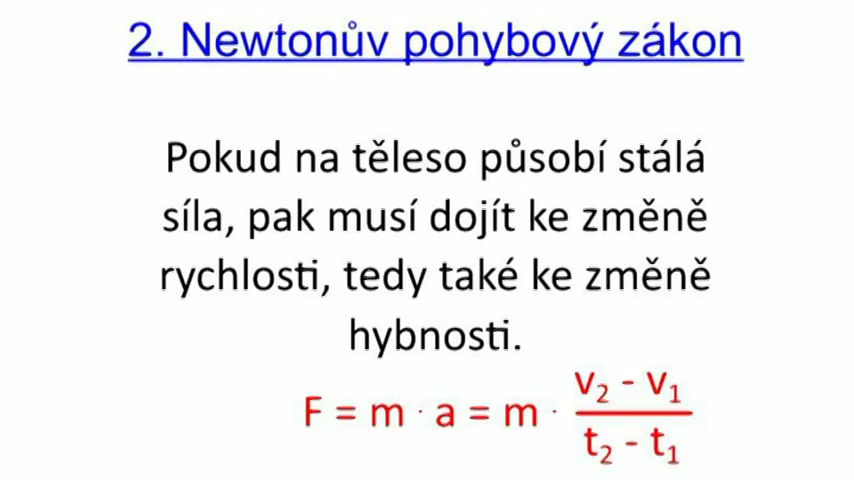 2. Newtonův pohybový zákon
Pokud na těleso působí stálá
síla, pak musí dojít ke změně
rychlosti, tedy také ke změně
hybnosti.
F = m · a = m · (v₂ - v₁) / (t₂ - t₁)